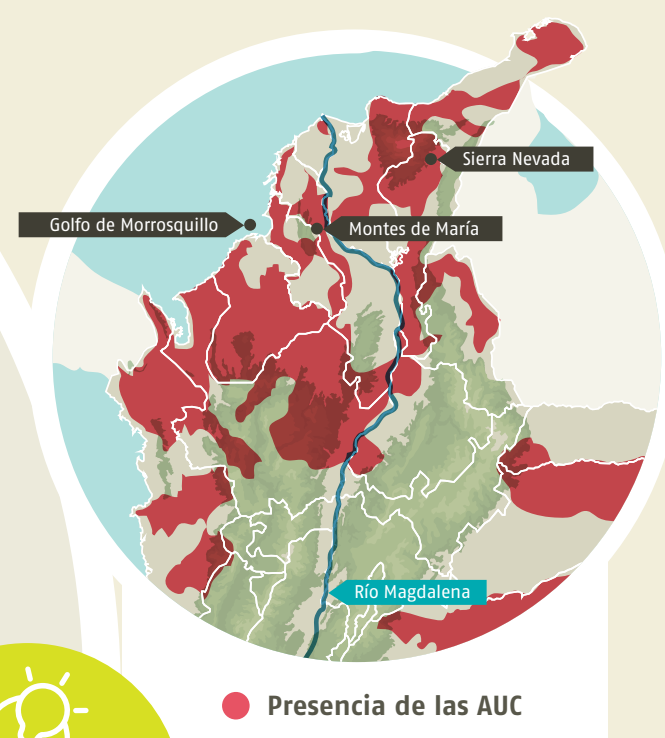 Sierra Nevada
Golfo de Morrosquillo
Montes de María
Río Magdalena
Presencia de las AUC